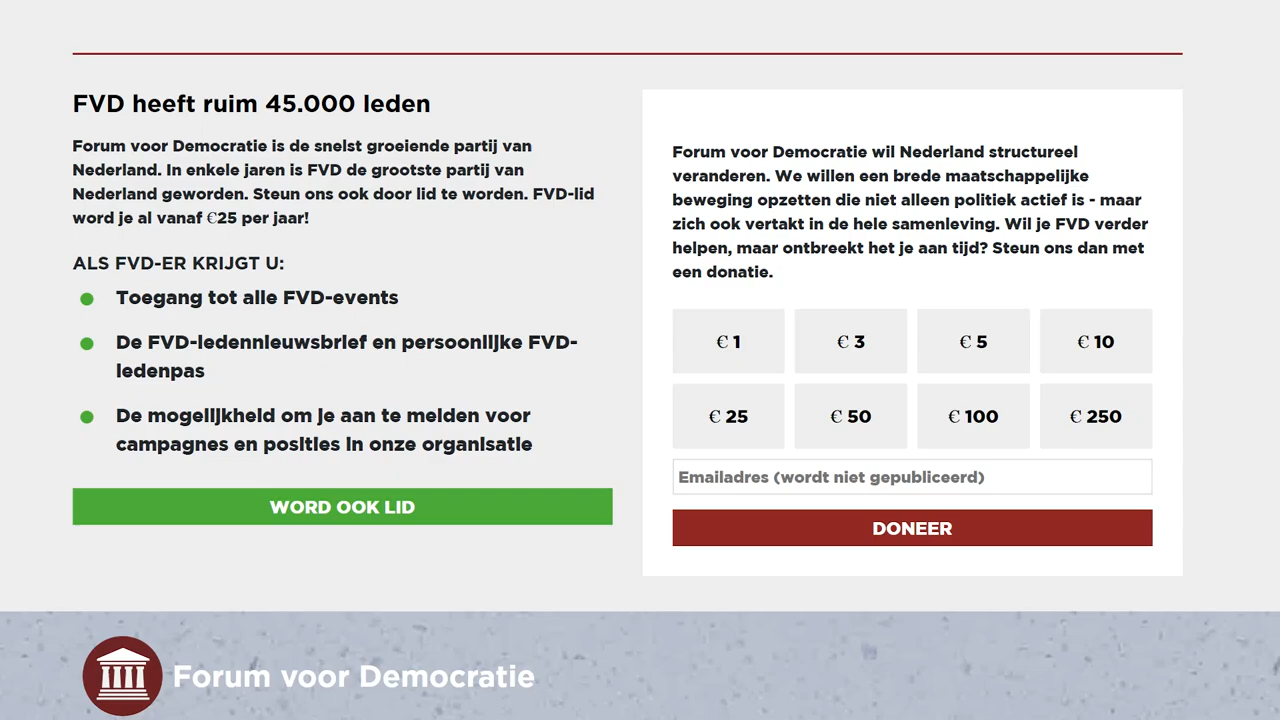 FVD heeft ruim 45.000 leden
Forum voor Democratie is de snelst groeiende partij van
Nederland. In enkele jaren is FVD de grootste partij van
Nederland geworden. Steun ons ook door lid te worden. FVD-lid
word je al vanaf €25 per jaar!
ALS FVD-ER KRIJGT U:
Toegang tot alle FVD-events
De FVD-ledennieuwsbrief en persoonlijke FVD-
ledenpas
De mogelijkheid om je aan te melden voor
campagnes en posities in onze organisatie
WORD OOK LID
Forum voor Democratie wil Nederland structureel
veranderen. We willen een brede maatschappelijke
beweging opzetten die niet alleen politiek actief is - maar
zich ook vertakt in de hele samenleving. Wil je FVD verder
helpen, maar ontbreekt het je aan tijd? Steun ons dan met
een donatie.
€ 1 € 3 € 5 € 10
€ 25 € 50 € 100 € 250
Emailadres (wordt niet gepubliceerd)
DONEER
Forum voor Democratie